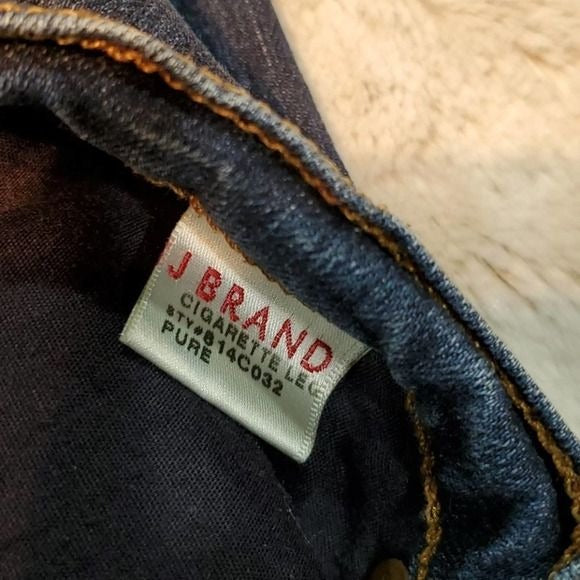 J BRAND
CIGARETTE LEG
STY#814C032
PURE